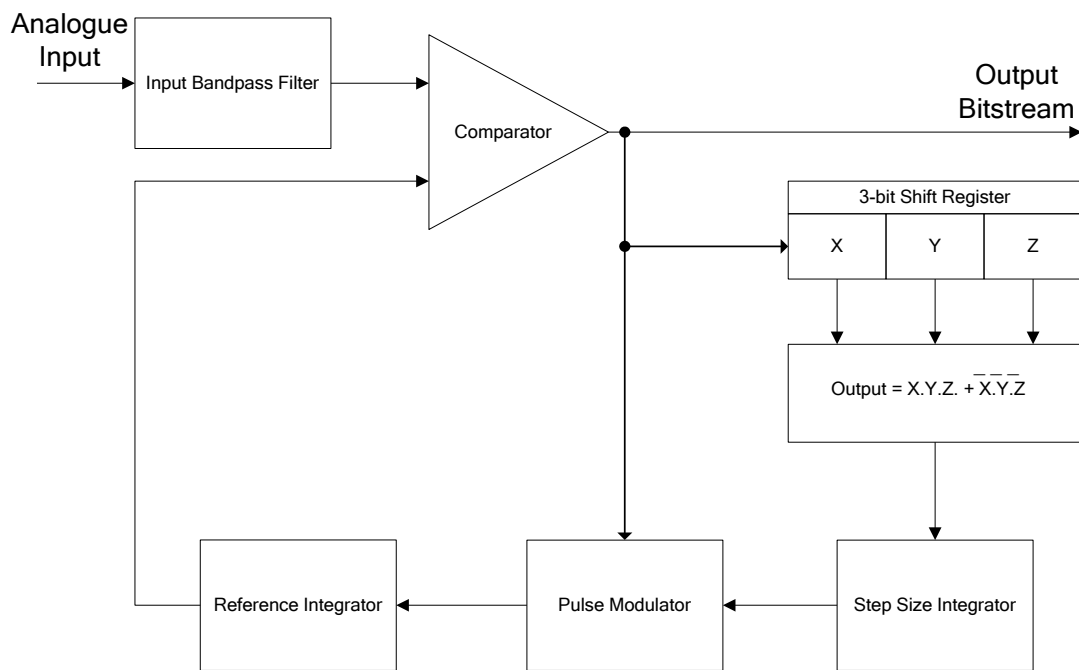 Analogue
Input
Input Bandpass Filter
Comparator
Output
Bitstream
3-bit Shift Register
X
Y
Z
Output = X.Y.Z. + X̅.Y̅.Z̅
Reference Integrator
Pulse Modulator
Step Size Integrator